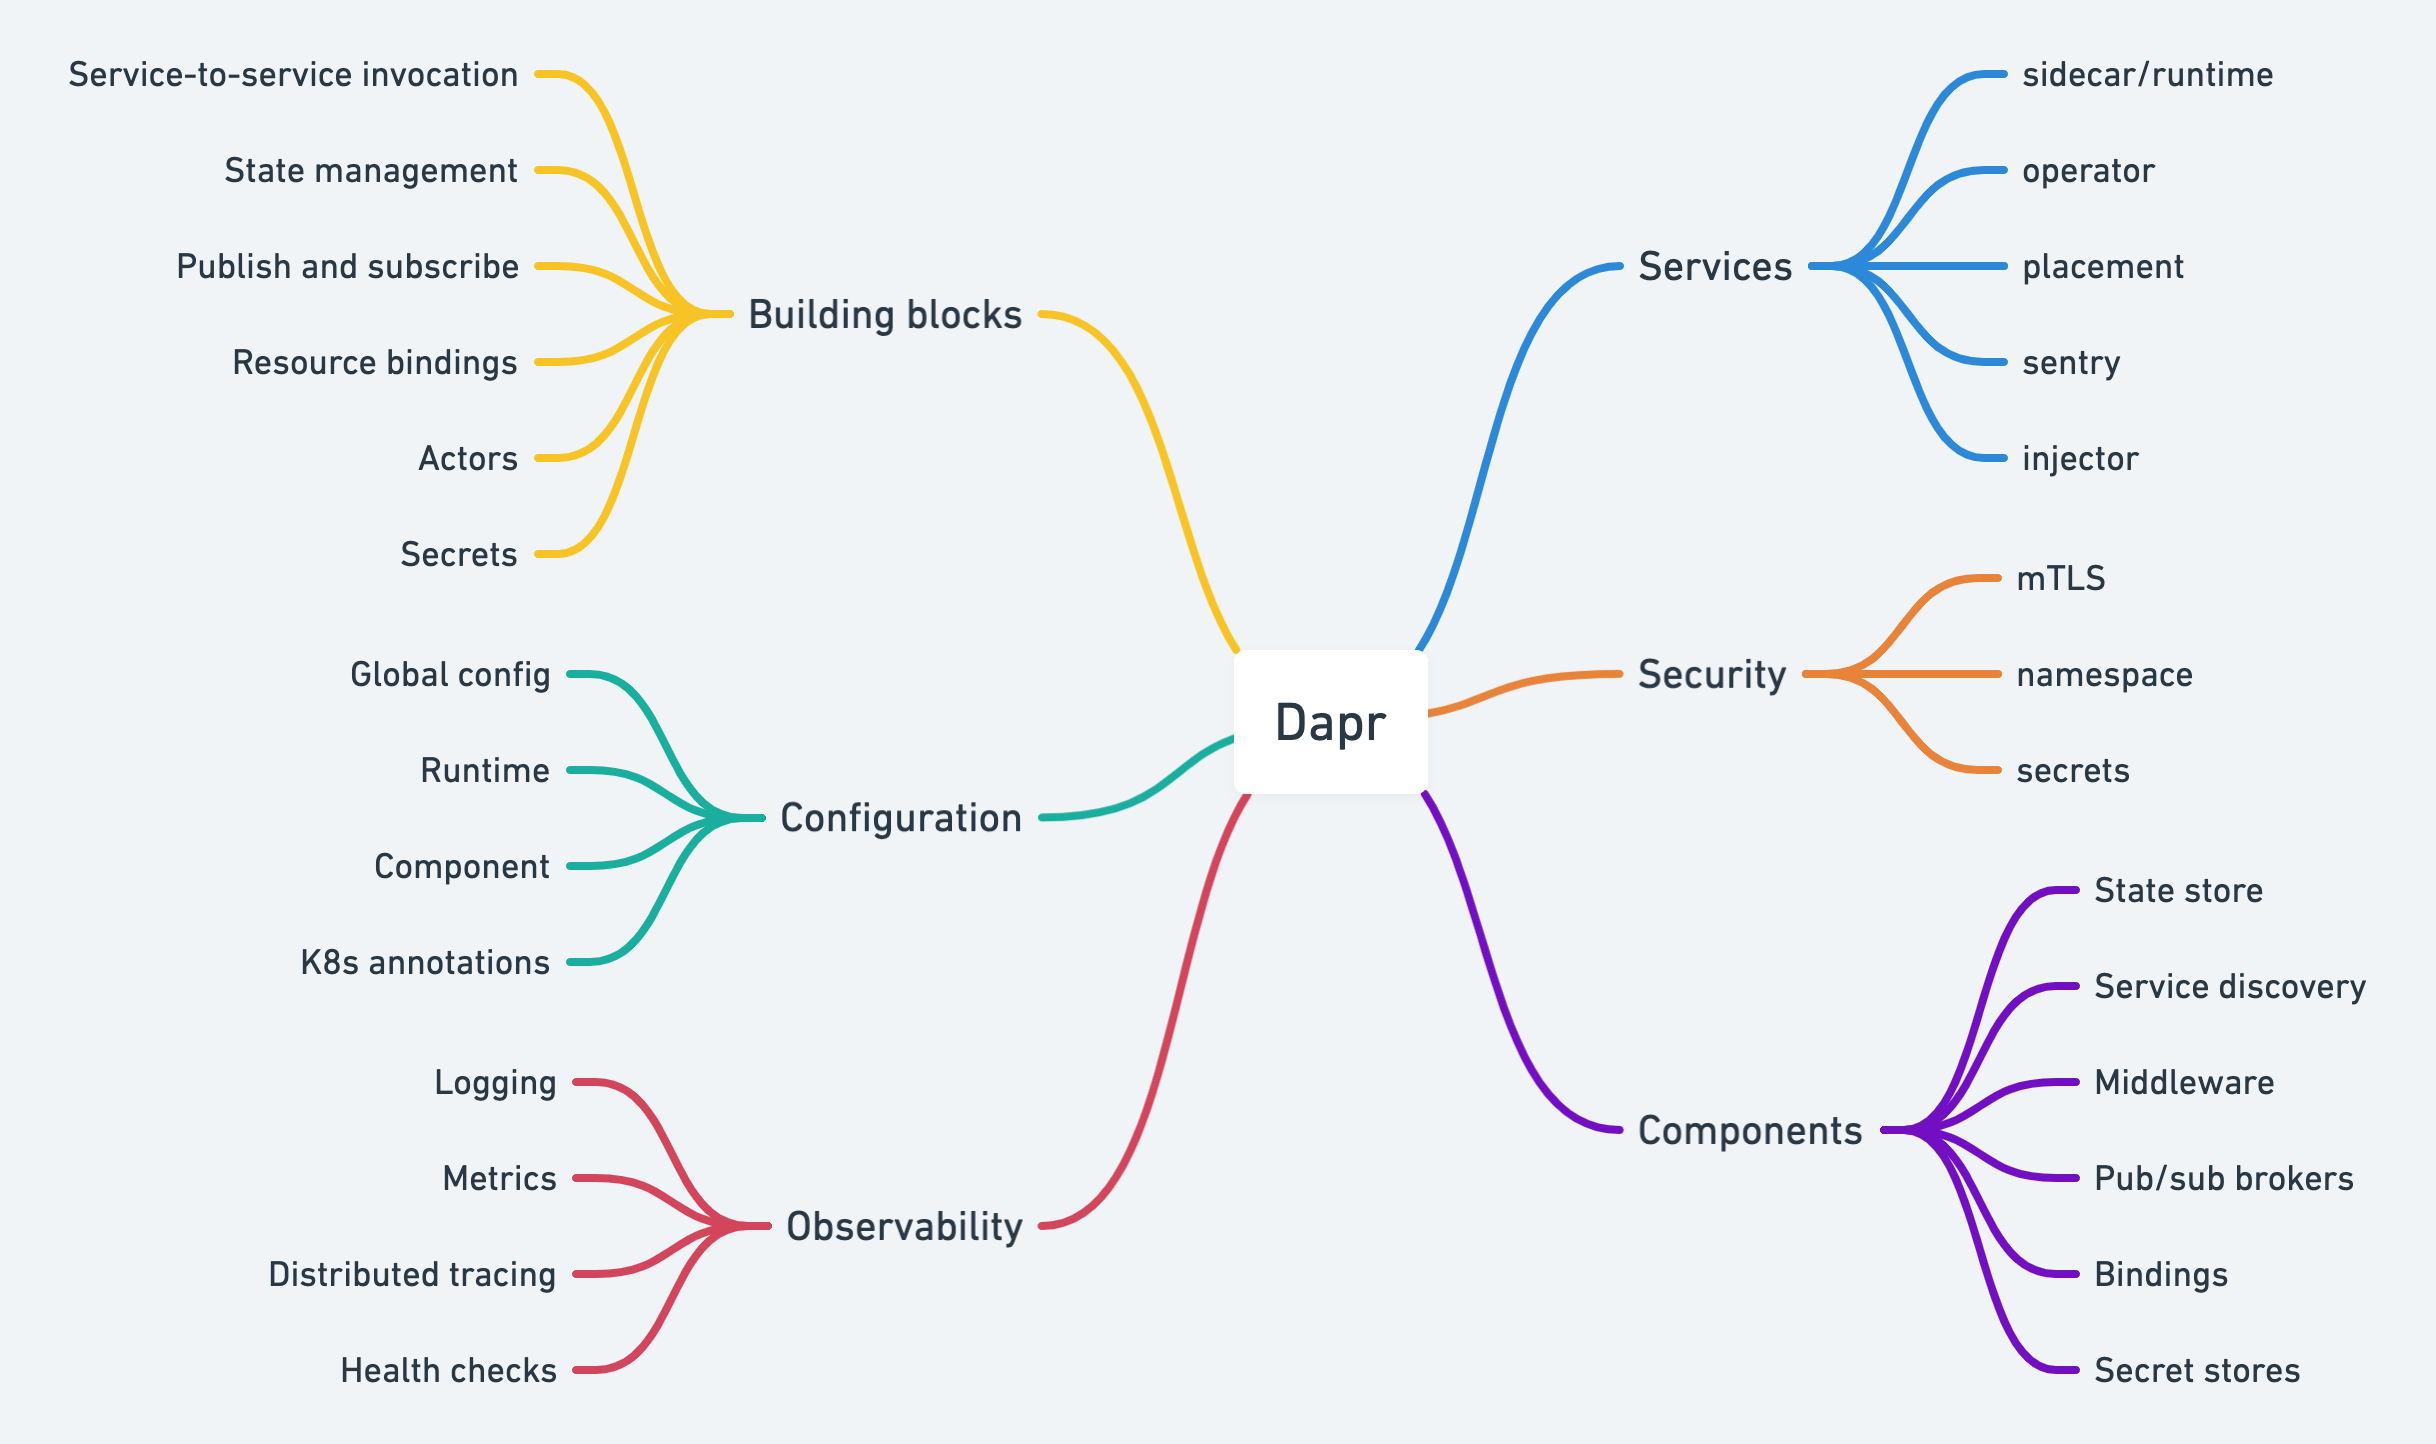 Dapr
Building blocks
Service-to-service invocation
State management
Publish and subscribe
Resource bindings
Actors
Secrets
Configuration
Global config
Runtime
Component
K8s annotations
Observability
Logging
Metrics
Distributed tracing
Health checks
Services
sidecar/runtime
operator
placement
sentry
injector
Security
mTLS
namespace
secrets
Components
State store
Service discovery
Middleware
Pub/sub brokers
Bindings
Secret stores